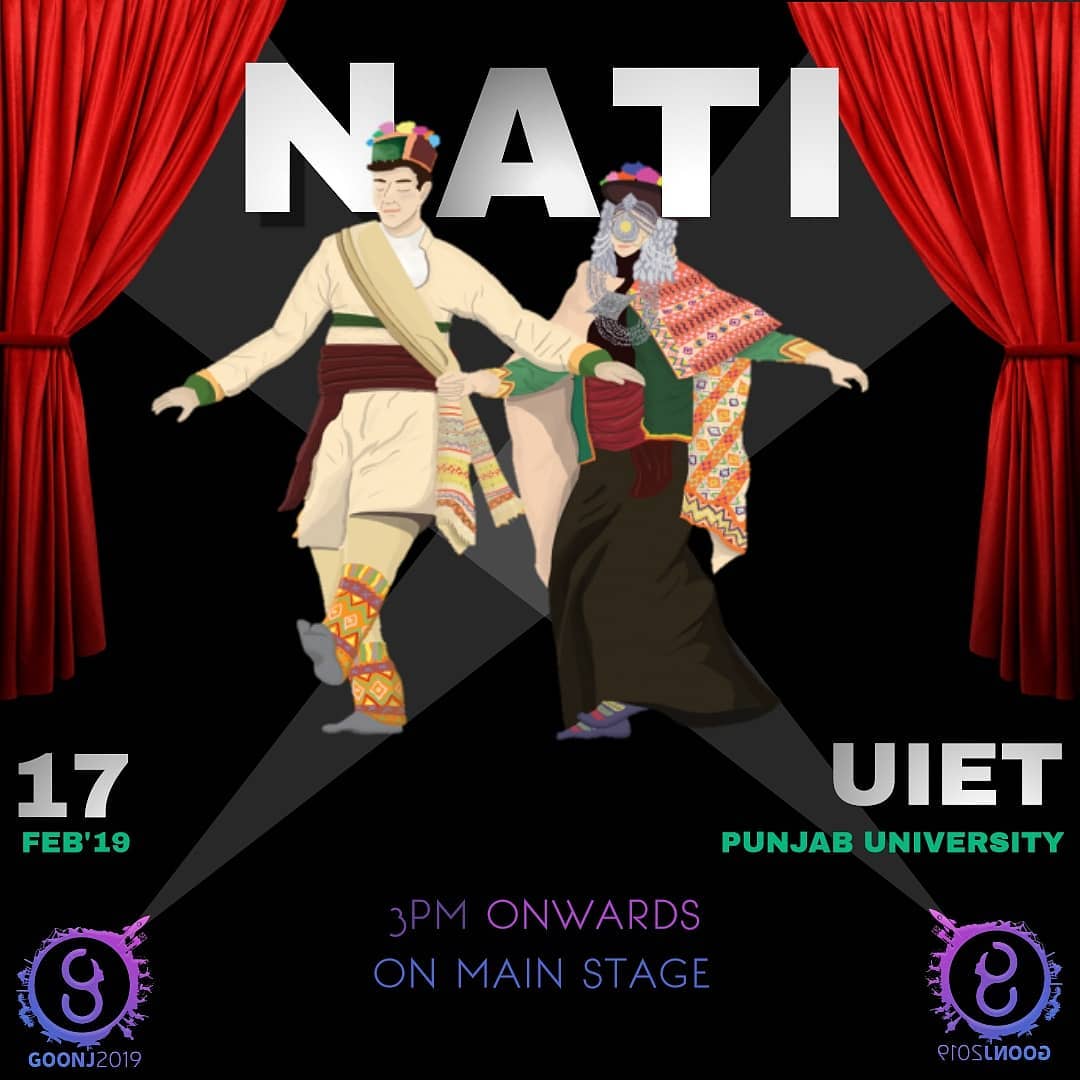 NATI
17
FEB'19
UIET
PUNJAB UNIVERSITY
3PM ONWARDS
ON MAIN STAGE
GOONJ2019
GOONJ2019